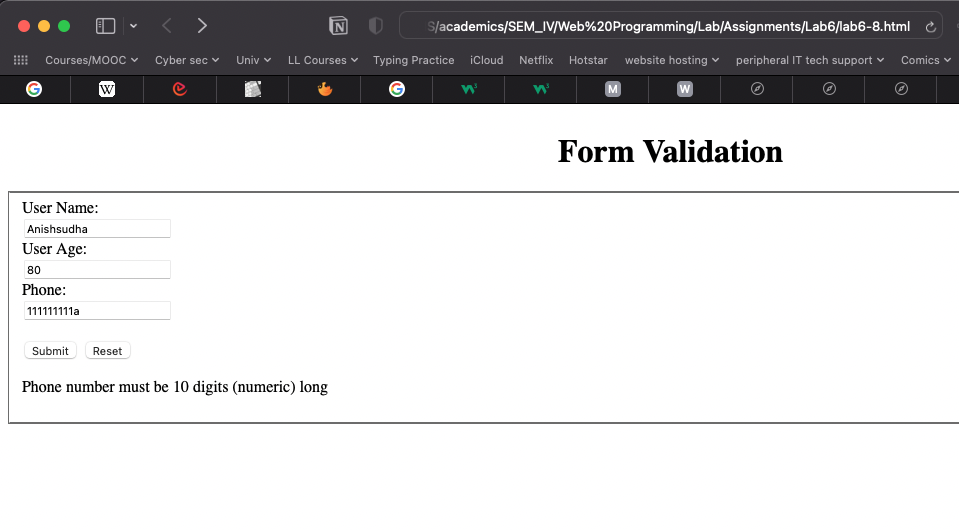 S/academics/SEM_IV/Web%20Programming/Lab/Assignments/Lab6/lab6-8.html
Courses/MOOC Cyber sec Univ LL Courses Typing Practice iCloud Netflix Hotstar website hosting peripheral IT tech support Comics
G W e G W3 W3 M W
Form Validation
User Name:
Anishsudha
User Age:
80
Phone:
111111111a
Submit Reset
Phone number must be 10 digits (numeric) long